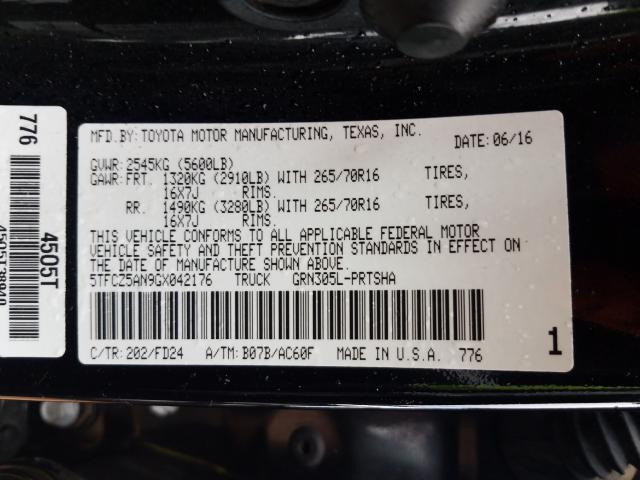 MFD.BY: TOYOTA MOTOR MANUFACTURING, TEXAS, INC. DATE: 06/16
GVWR: 2545KG (5600LB)
GAWR: FRT. 1320KG (2910LB) WITH 265/70R16 TIRES,
16X7J RIMS.
RR. 1490KG (3280LB) WITH 265/70R16 TIRES,
16X7J RIMS.
THIS VEHICLE CONFORMS TO ALL APPLICABLE FEDERAL MOTOR
VEHICLE SAFETY AND THEFT PREVENTION STANDARDS IN EFFECT ON
THE DATE OF MANUFACTURE SHOWN ABOVE.
5TFCZ5AN9GX042176 TRUCK GRN305L-PRTSHA
C/TR: 202/FD24 A/TM: B07B/AC60F MADE IN U.S.A. 776
1
776
4505T